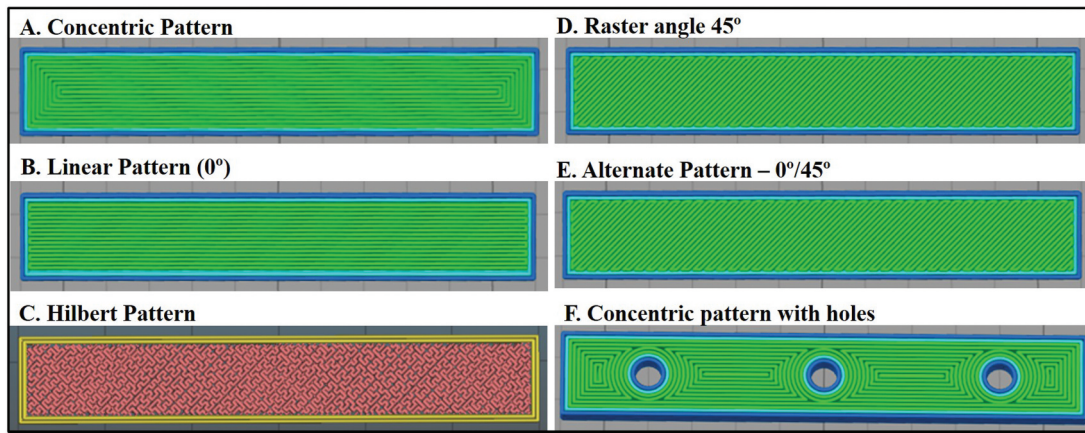 A. Concentric Pattern
D. Raster angle 45º
B. Linear Pattern (0º)
E. Alternate Pattern – 0º/45º
C. Hilbert Pattern
F. Concentric pattern with holes